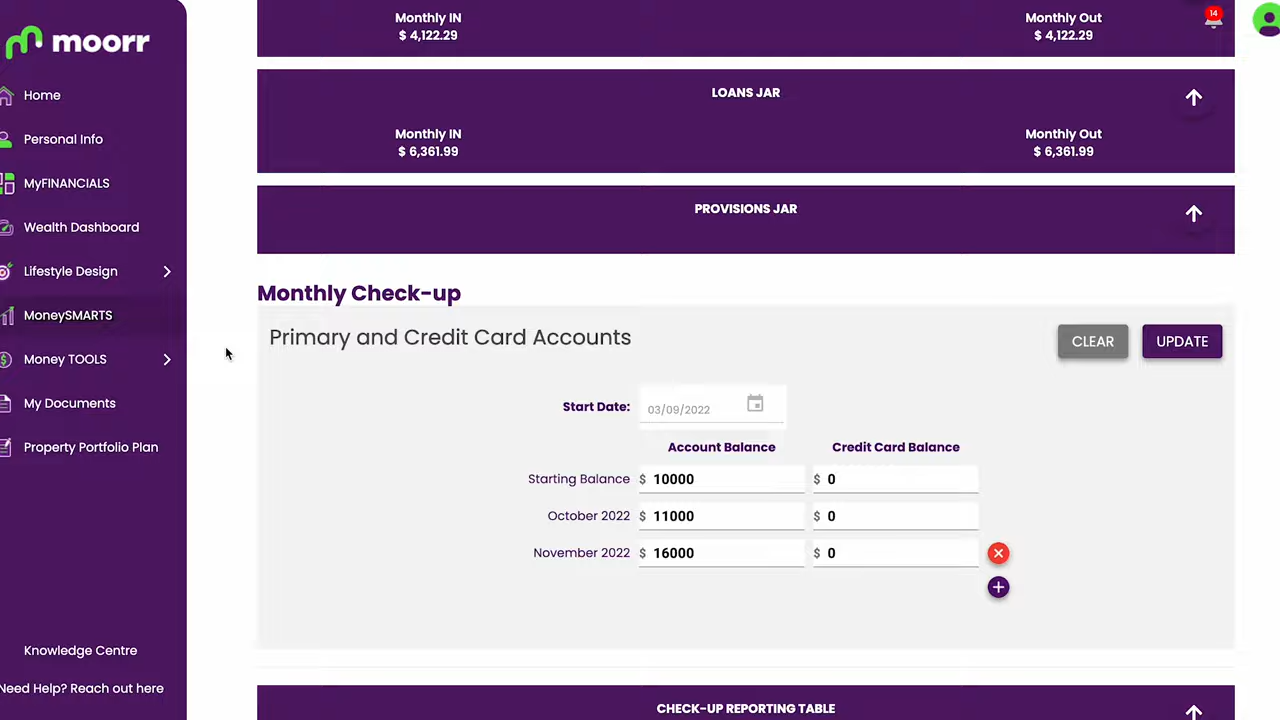 moorr
Home
Personal Info
MyFINANCIALS
Wealth Dashboard
Lifestyle Design
MoneySMARTS
Money TOOLS
My Documents
Property Portfolio Plan
Knowledge Centre
Need Help? Reach out here
14
Monthly IN Monthly Out
$ 4,122.29 $ 4,122.29
LOANS JAR
Monthly IN Monthly Out
$ 6,361.99 $ 6,361.99
PROVISIONS JAR
Monthly Check-up
Primary and Credit Card Accounts CLEAR UPDATE
Start Date: 03/09/2022
Account Balance Credit Card Balance
Starting Balance $ 10000 $ 0
October 2022 $ 11000 $ 0
November 2022 $ 16000 $ 0
CHECK-UP REPORTING TABLE